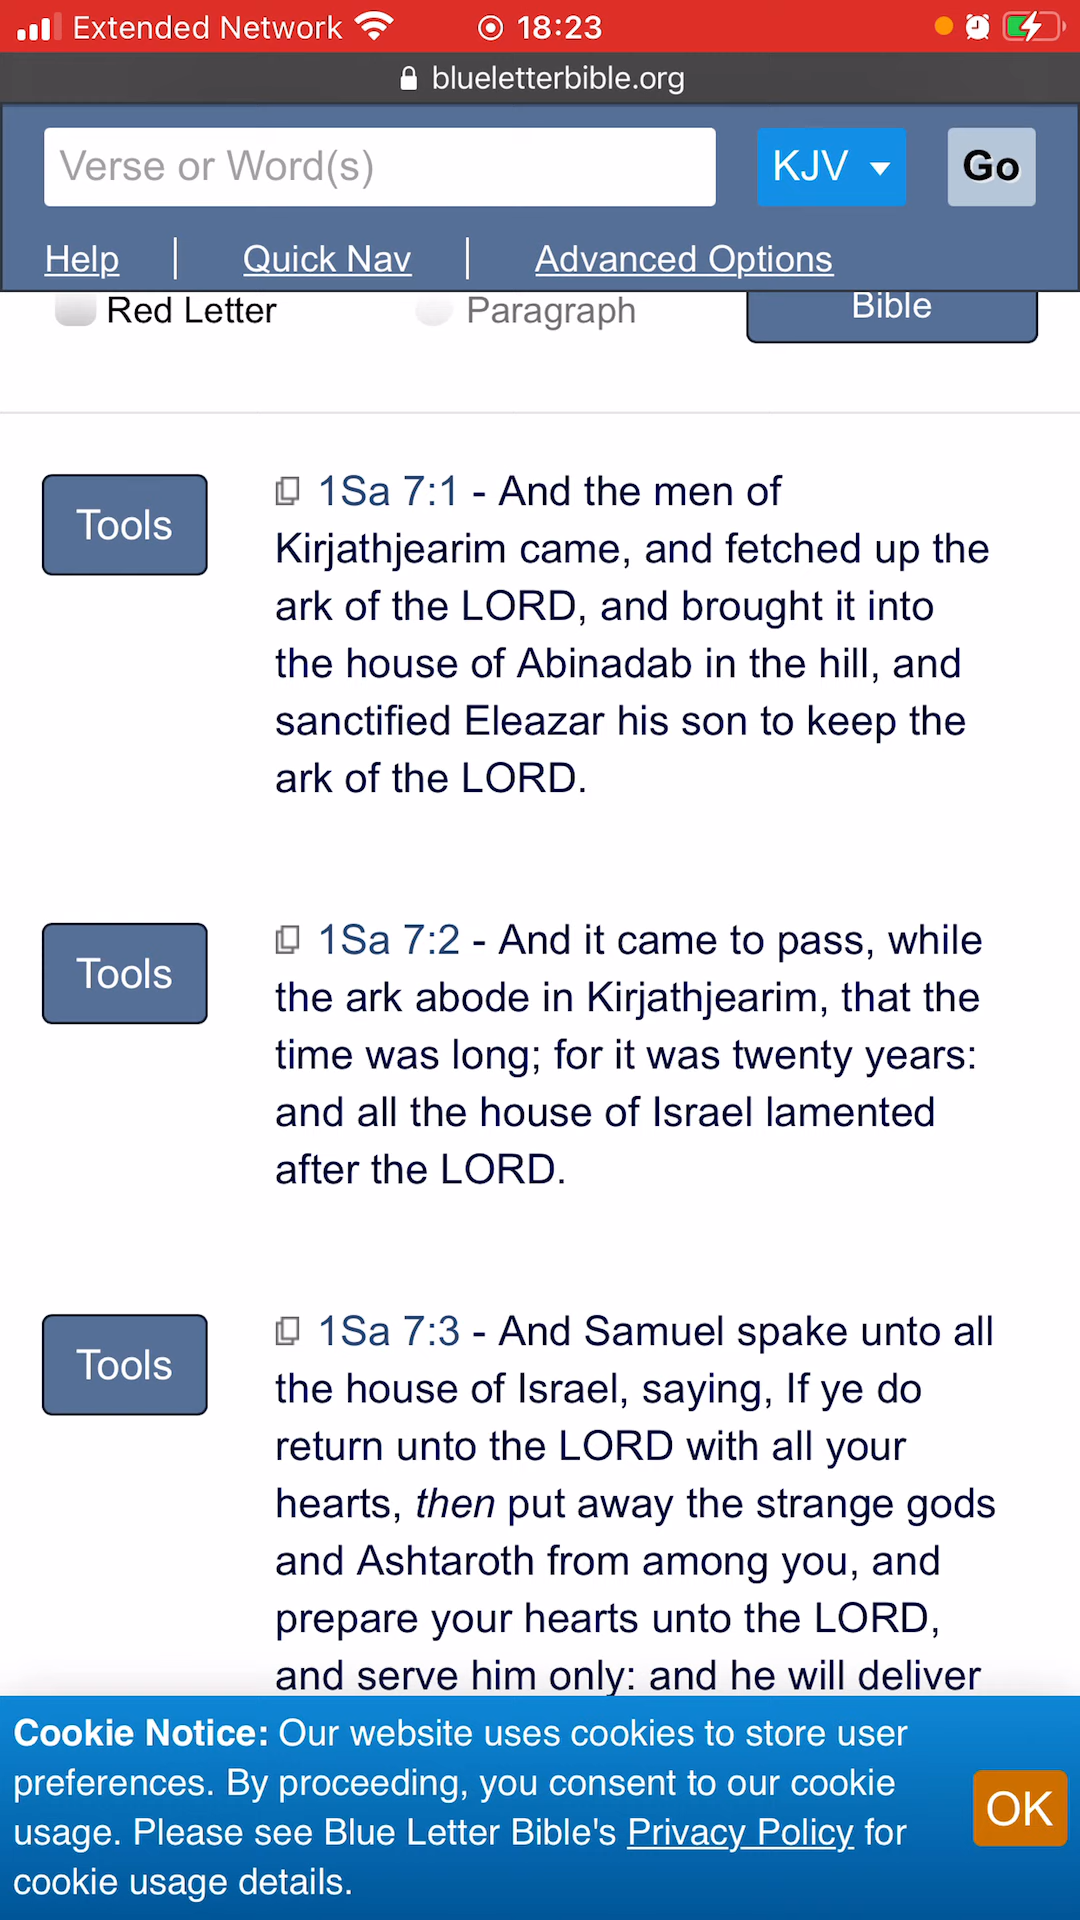 Extended Network 18:23
blueletterbible.org
Verse or Word(s) KJV Go
Help | Quick Nav | Advanced Options
Red Letter Paragraph Bible
Tools
1Sa 7:1 - And the men of
Kirjathjearim came, and fetched up the
ark of the LORD, and brought it into
the house of Abinadab in the hill, and
sanctified Eleazar his son to keep the
ark of the LORD.
Tools
1Sa 7:2 - And it came to pass, while
the ark abode in Kirjathjearim, that the
time was long; for it was twenty years:
and all the house of Israel lamented
after the LORD.
Tools
1Sa 7:3 - And Samuel spake unto all
the house of Israel, saying, If ye do
return unto the LORD with all your
hearts, then put away the strange gods
and Ashtaroth from among you, and
prepare your hearts unto the LORD,
and serve him only: and he will deliver
Cookie Notice: Our website uses cookies to store user
preferences. By proceeding, you consent to our cookie
usage. Please see Blue Letter Bible's Privacy Policy for
cookie usage details.
OK